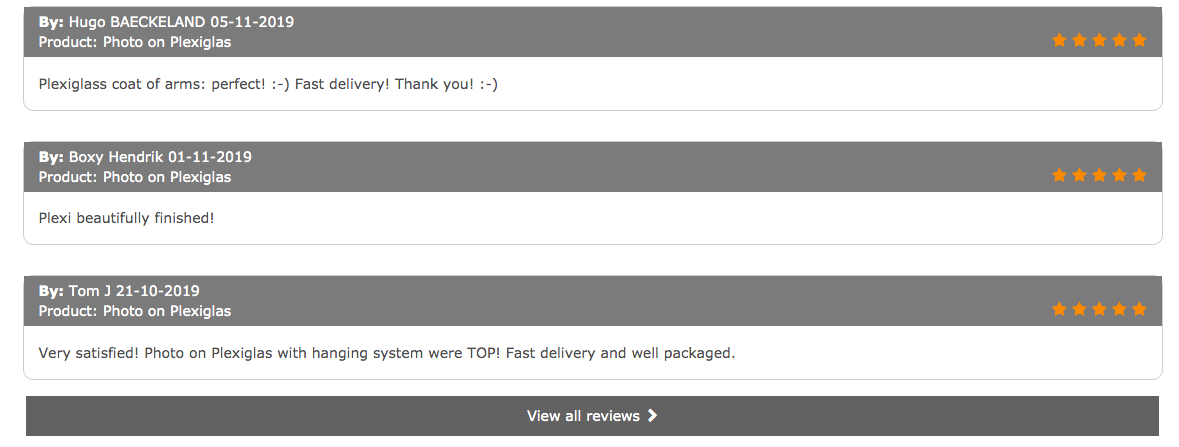 By: Hugo BAECKELAND 05-11-2019
Product: Photo on Plexiglas
Plexiglass coat of arms: perfect! :-) Fast delivery! Thank you! :-)
By: Boxy Hendrik 01-11-2019
Product: Photo on Plexiglas
Plexi beautifully finished!
By: Tom J 21-10-2019
Product: Photo on Plexiglas
Very satisfied! Photo on Plexiglas with hanging system were TOP! Fast delivery and well packaged.
View all reviews